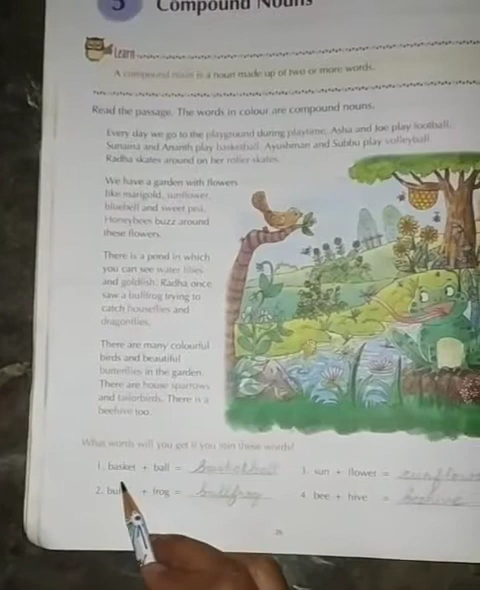 5 Compound Nouns
Learn
A compound noun is a noun made up of two or more words.
Read the passage. The words in colour are compound nouns.
Every day we go to the playground during playtime. Asha and Joe play football.
Sunaina and Ananth play basketball. Ayushman and Subbu play volleyball.
Radha skates around on her roller skates.
We have a garden with flowers
like marigold, sunflower,
bluebell and sweet pea.
Honeybees buzz around
these flowers.
There is a pond in which
you can see water lilies
and goldfish. Radha once
saw a bullfrog trying to
catch houseflies and
dragonflies.
There are many colourful
birds and beautiful
butterflies in the garden.
There are house sparrows
and tailorbirds. There is a
beehive too.
What words will you get if you join these words?
1. basket + ball = basketball 3. sun + flower = sunflower
2. + frog = bullfrog 4. bee + hive = beehive